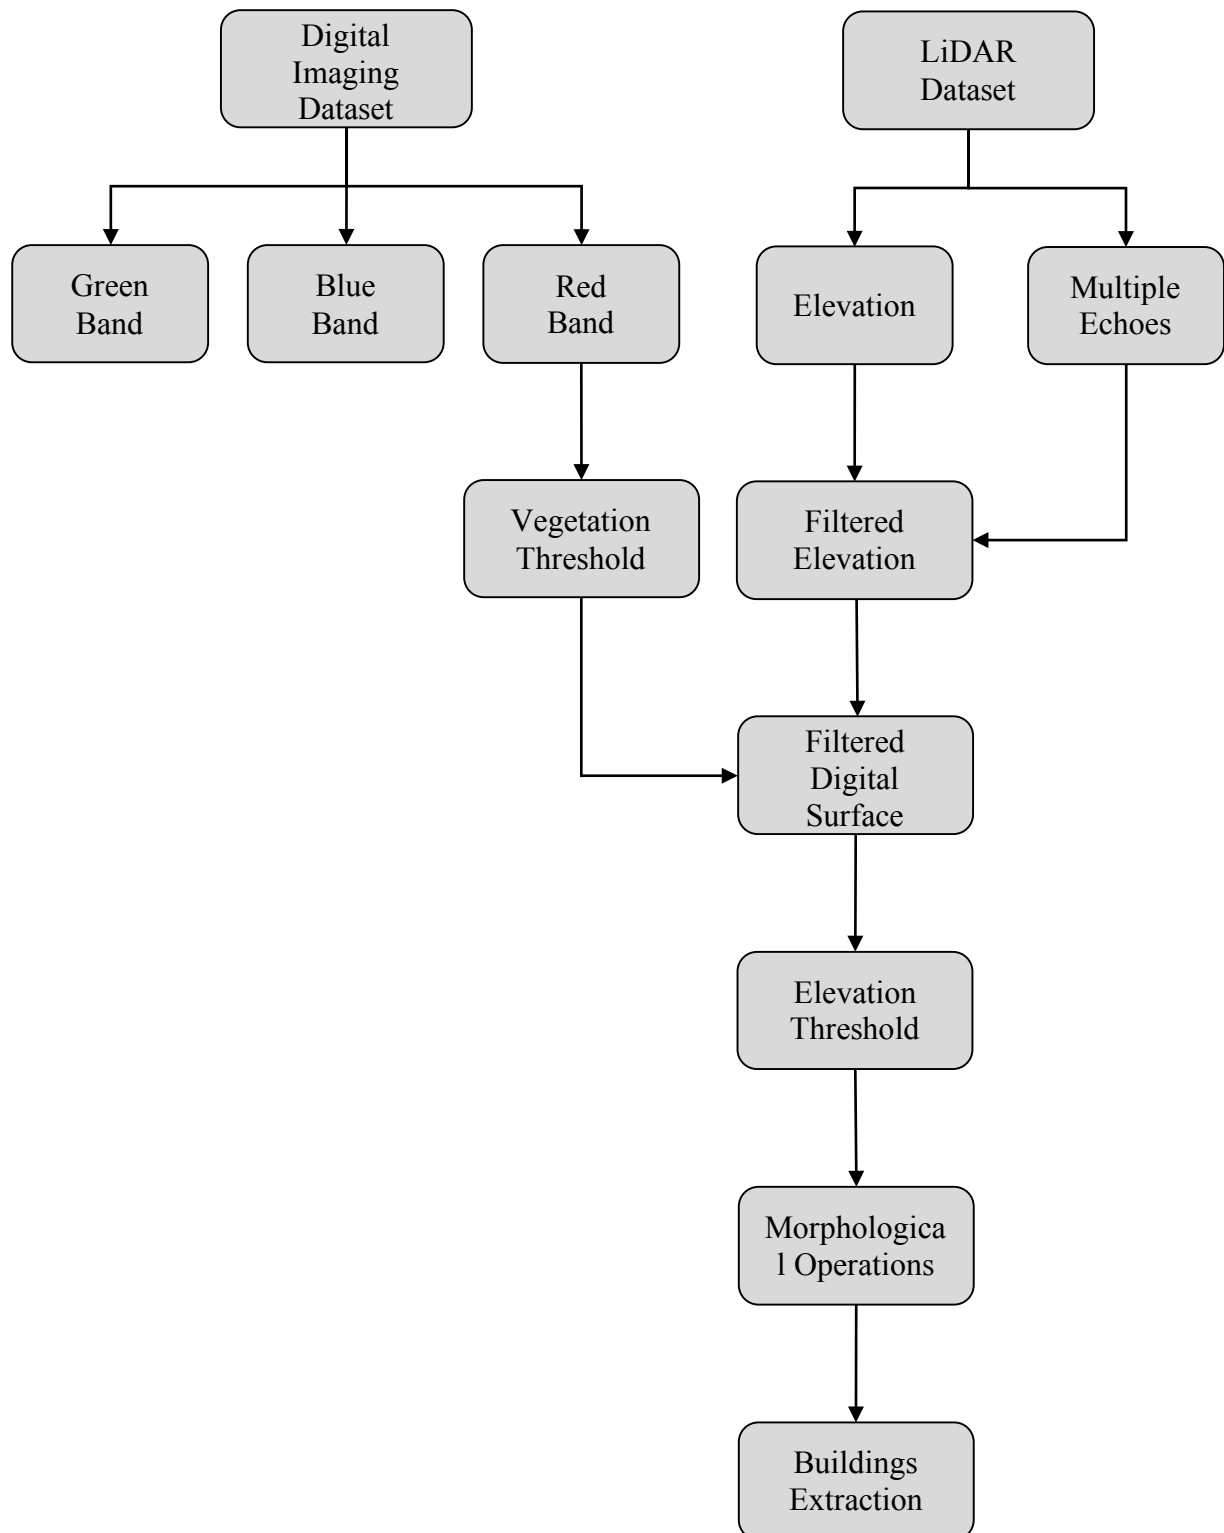 Digital
Imaging
Dataset
LiDAR
Dataset
Green
Band
Blue
Band
Red
Band
Elevation
Multiple
Echoes
Vegetation
Threshold
Filtered
Elevation
Filtered
Digital
Surface
Elevation
Threshold
Morphologica
l Operations
Buildings
Extraction